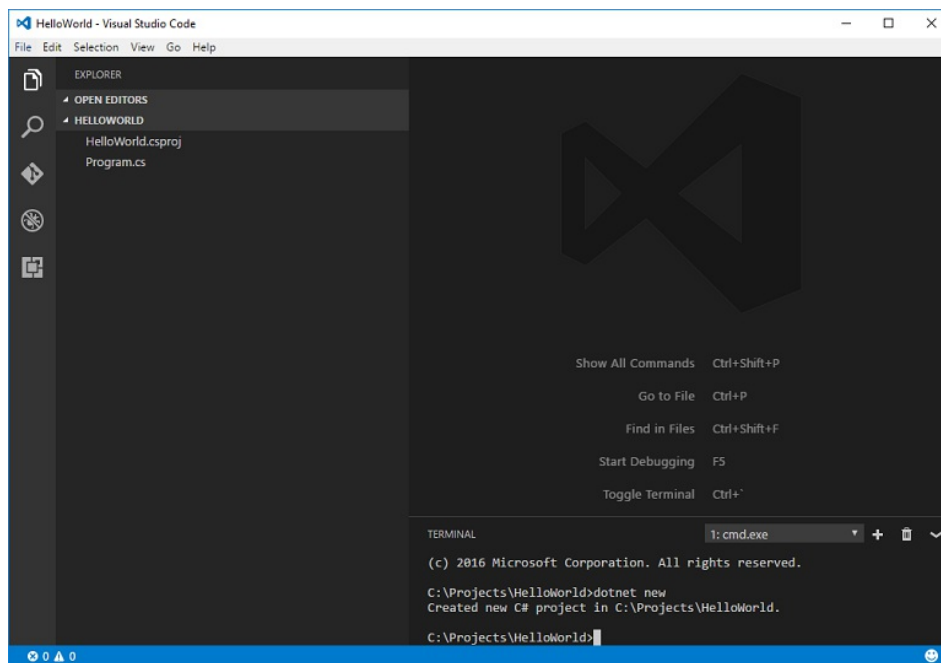 HelloWorld - Visual Studio Code
File Edit Selection View Go Help
EXPLORER
OPEN EDITORS
HELLOWORLD
HelloWorld.csproj
Program.cs
Show All Commands Ctrl+Shift+P
Go to File Ctrl+P
Find in Files Ctrl+Shift+F
Start Debugging F5
Toggle Terminal Ctrl+`
TERMINAL 1: cmd.exe
(c) 2016 Microsoft Corporation. All rights reserved.
C:\Projects\HelloWorld>dotnet new
Created new C# project in C:\Projects\HelloWorld.
C:\Projects\HelloWorld>
0 0